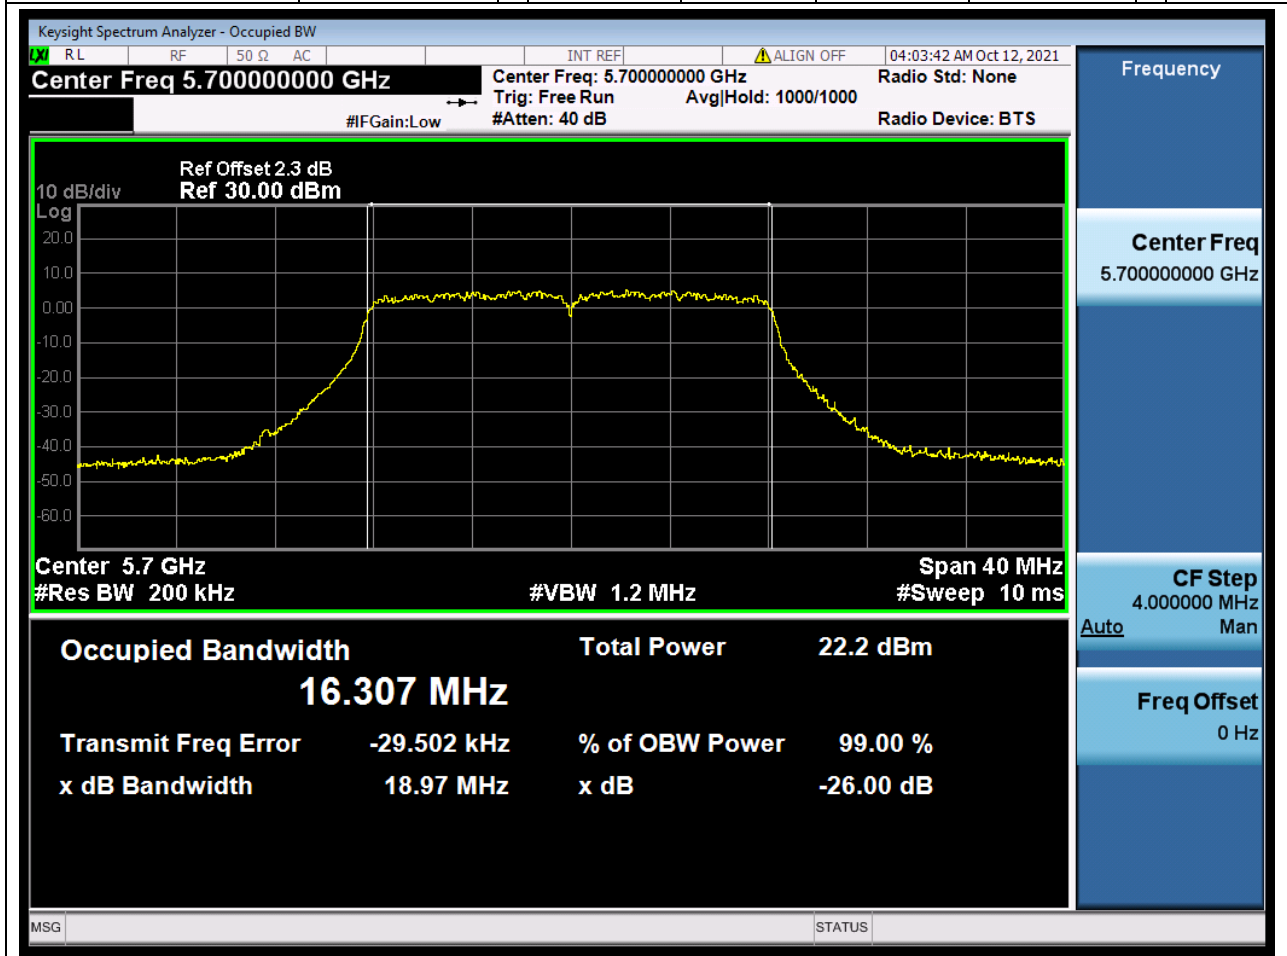 Keysight Spectrum Analyzer - Occupied BW
LXI RL RF 50 Ω AC INT REF ALIGN OFF 04:03:42 AM Oct 12, 2021
Center Freq 5.700000000 GHz
Center Freq: 5.700000000 GHz
Radio Std: None
Trig: Free Run Avg|Hold: 1000/1000
#IFGain:Low
#Atten: 40 dB
Radio Device: BTS
Ref Offset 2.3 dB
10 dB/div Ref 30.00 dBm
Log
20.0
10.0
0.00
-10.0
-20.0
-30.0
-40.0
-50.0
-60.0
Center 5.7 GHz Span 40 MHz
#Res BW 200 kHz #VBW 1.2 MHz #Sweep 10 ms
Occupied Bandwidth Total Power 22.2 dBm
16.307 MHz
Transmit Freq Error -29.502 kHz % of OBW Power 99.00 %
x dB Bandwidth 18.97 MHz x dB -26.00 dB
MSG STATUS
Frequency
Center Freq
5.700000000 GHz
CF Step
4.000000 MHz
Auto Man
Freq Offset
0 Hz